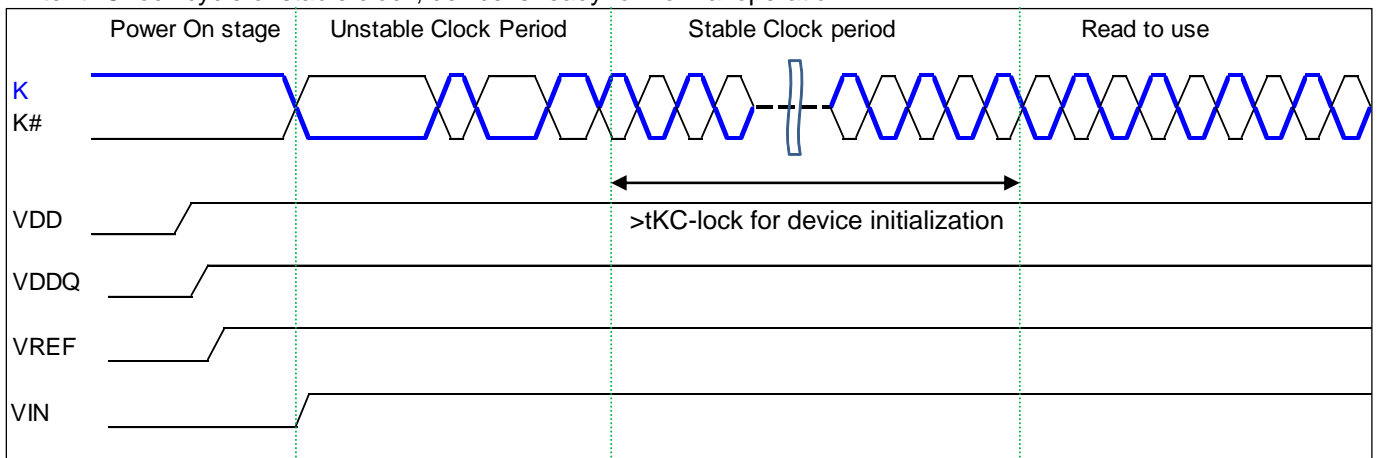 Power On stage Unstable Clock Period Stable Clock period Read to use
K
K#
VDD
>tKC-lock for device initialization
VDDQ
VREF
VIN